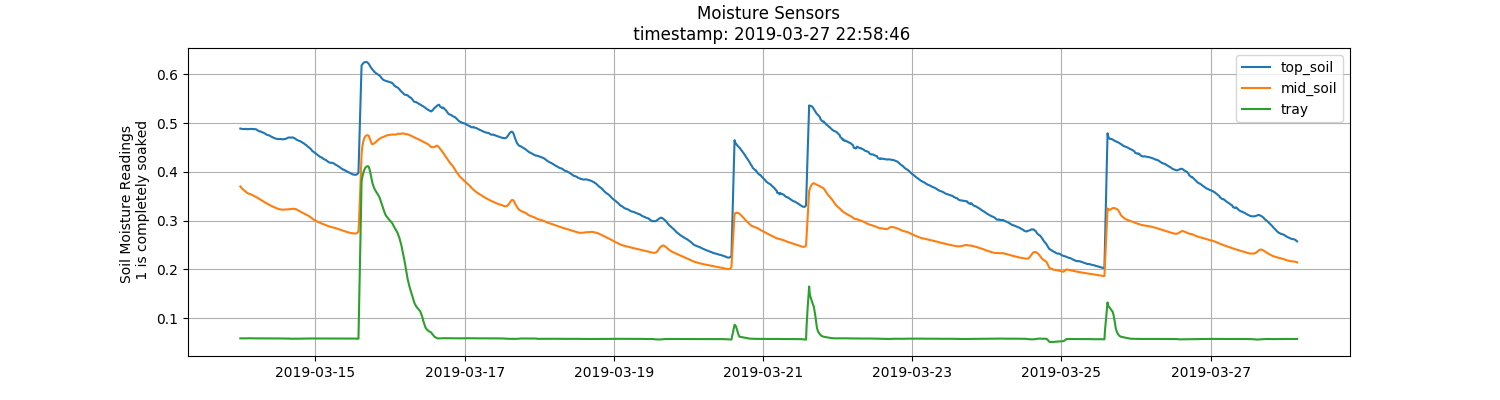 Moisture Sensors
timestamp: 2019-03-27 22:58:46
Soil Moisture Readings
1 is completely soaked
0.6
0.5
0.4
0.3
0.2
0.1
top_soil
mid_soil
tray
2019-03-15
2019-03-17
2019-03-19
2019-03-21
2019-03-23
2019-03-25
2019-03-27